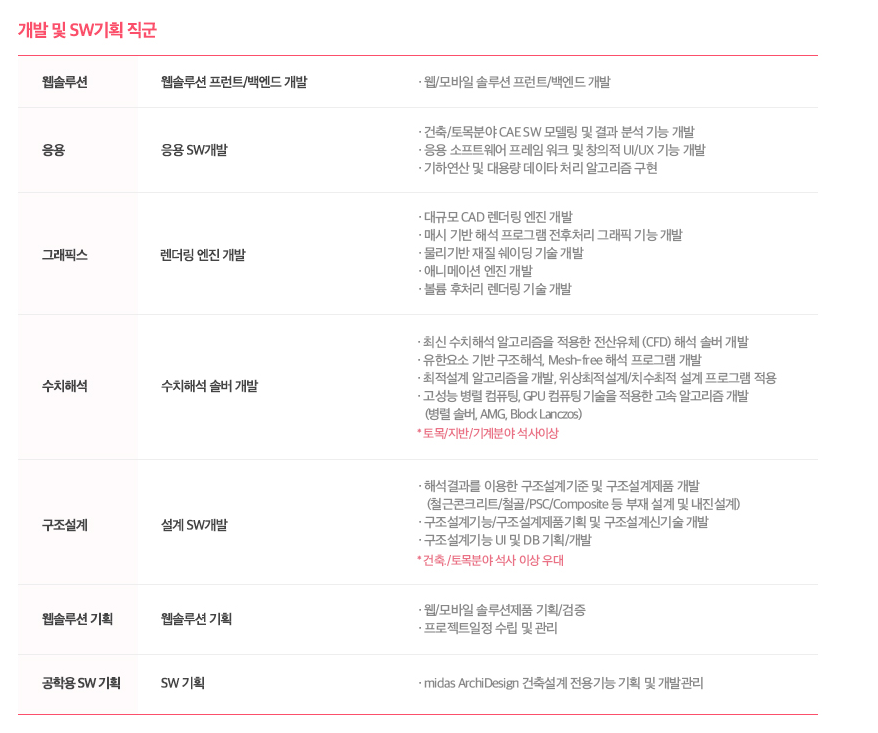 개발 및 SW기획 직군
웹솔루션
웹솔루션 프런트/백엔드 개발
· 웹/모바일 솔루션 프런트/백엔드 개발
응용
응용 SW개발
· 건축/토목분야 CAE SW 모델링 및 결과 분석 기능 개발
· 응용 소프트웨어 프레임 워크 및 창의적 UI/UX 기능 개발
· 기하연산 및 대용량 데이타 처리 알고리즘 구현
그래픽스
렌더링 엔진 개발
· 대규모 CAD 렌더링 엔진 개발
· 매시 기반 해석 프로그램 전후처리 그래픽 기능 개발
· 물리기반 재질 쉐이딩 기술 개발
· 애니메이션 엔진 개발
· 볼륨 후처리 렌더링 기술 개발
수치해석
수치해석 솔버 개발
· 최신 수치해석 알고리즘을 적용한 전산유체 (CFD) 해석 솔버 개발
· 유한요소 기반 구조해석, Mesh-free 해석 프로그램 개발
· 최적설계 알고리즘을 개발, 위상최적설계/치수최적 설계 프로그램 적용
· 고성능 병렬 컴퓨팅, GPU 컴퓨팅 기술을 적용한 고속 알고리즘 개발
(병렬 솔버, AMG, Block Lanczos)
* 토목/지반/기계분야 석사이상
구조설계
설계 SW개발
· 해석결과를 이용한 구조설계기준 및 구조설계제품 개발
(철근콘크리트/철골/PSC/Composite 등 부재 설계 및 내진설계)
· 구조설계기능/구조설계제품기획 및 구조설계신기술 개발
· 구조설계기능 UI 및 DB 기획/개발
* 건축./토목분야 석사 이상 우대
웹솔루션 기획
웹솔루션 기획
· 웹/모바일 솔루션제품 기획/검증
· 프로젝트일정 수립 및 관리
공학용 SW 기획
SW 기획
· midas ArchiDesign 건축설계 전용기능 기획 및 개발관리